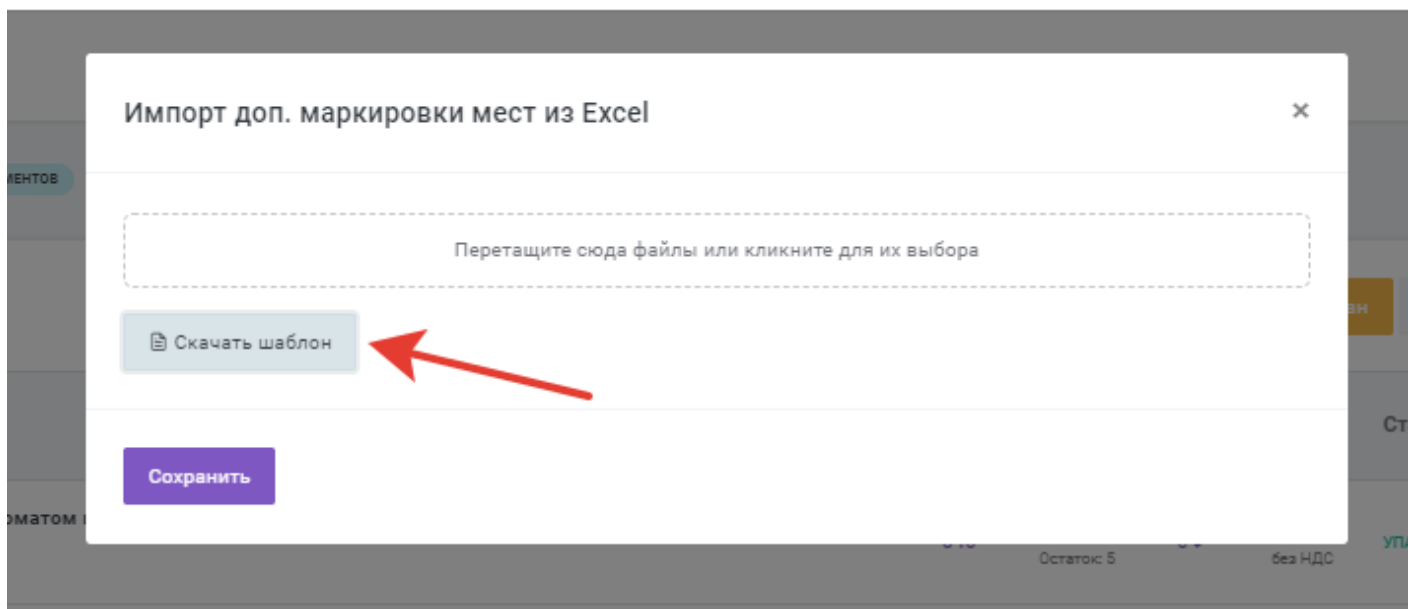 Импорт доп. маркировки мест из Excel
×
МЕНТОВ
Перетащите сюда файлы или кликните для их выбора
ан
Скачать шаблон
Ст
Сохранить
оматом
Остаток: 5
без НДС
УПА